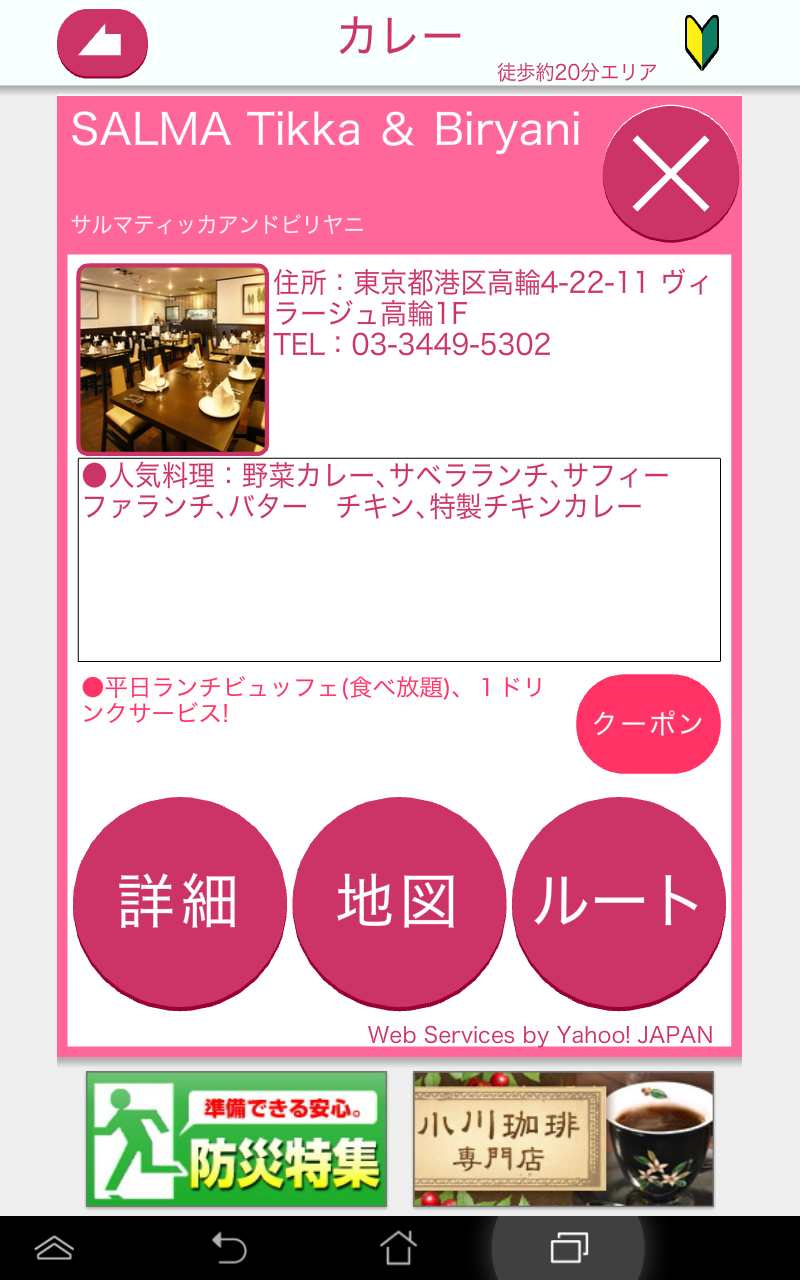 カレー
徒歩約20分エリア
SALMA Tikka & Biryani
サルマティッカアンドビリヤニ
住所：東京都港区高輪4-22-11 ヴィ
ラージュ高輪1F
TEL：03-3449-5302
●人気料理：野菜カレー、サベラランチ、サフィー
ファランチ、バター　チキン、特製チキンカレー
●平日ランチビュッフェ(食べ放題)、１ドリ
ンクサービス!
クーポン
詳細
地図
ルート
Web Services by Yahoo! JAPAN
準備できる安心。
防災特集
小川珈琲
専門店